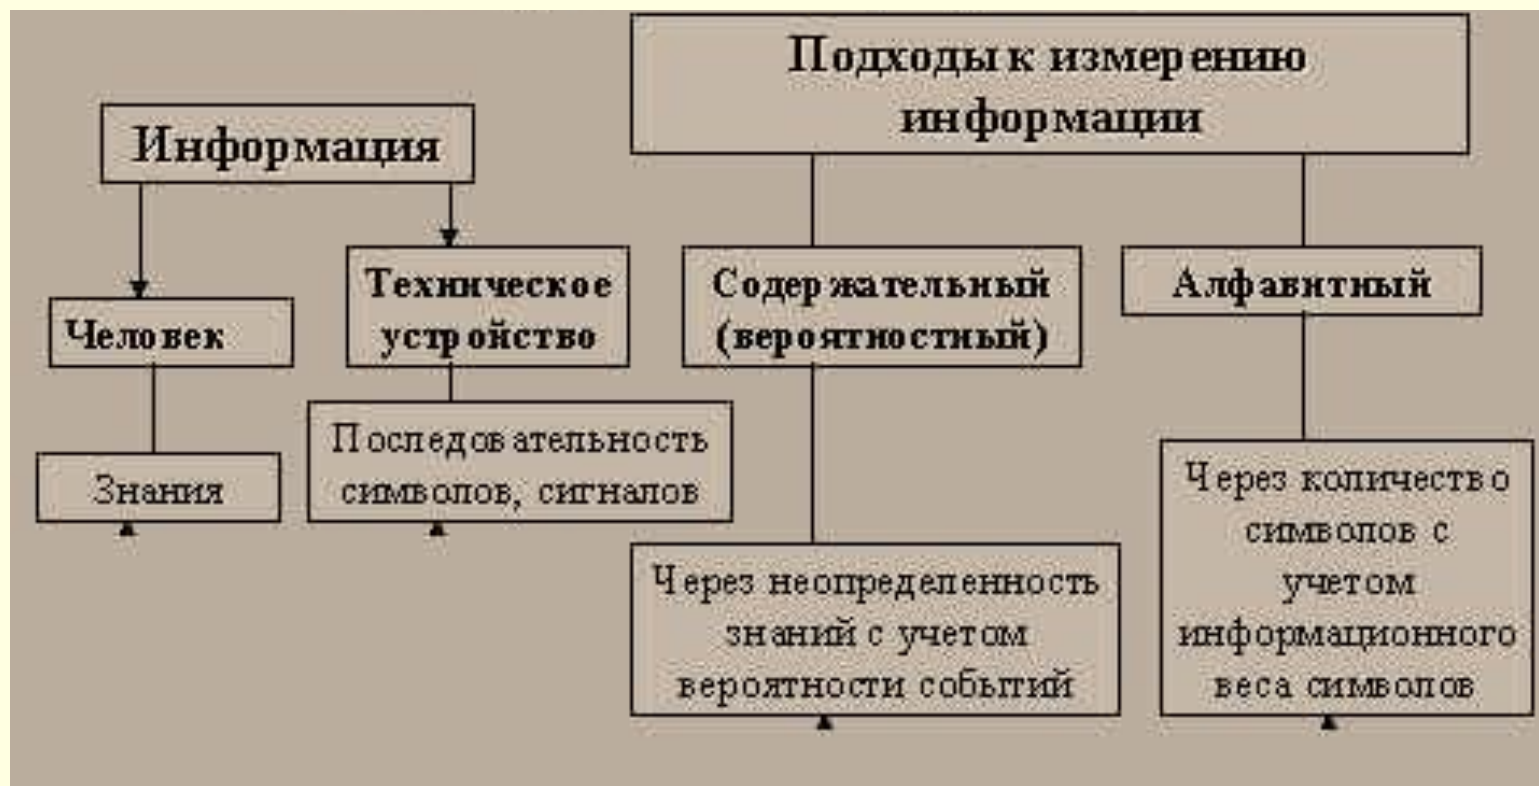 Подходы к измерению
информации
Информация
Человек
Техническое
устройство
Содержательный
(вероятностный)
Алфавитный
Знания
Последовательность
символов, сигналов
Через неопределенность
знаний с учетом
вероятности событий
Через количество
символов с
учетом
информационного
веса символов